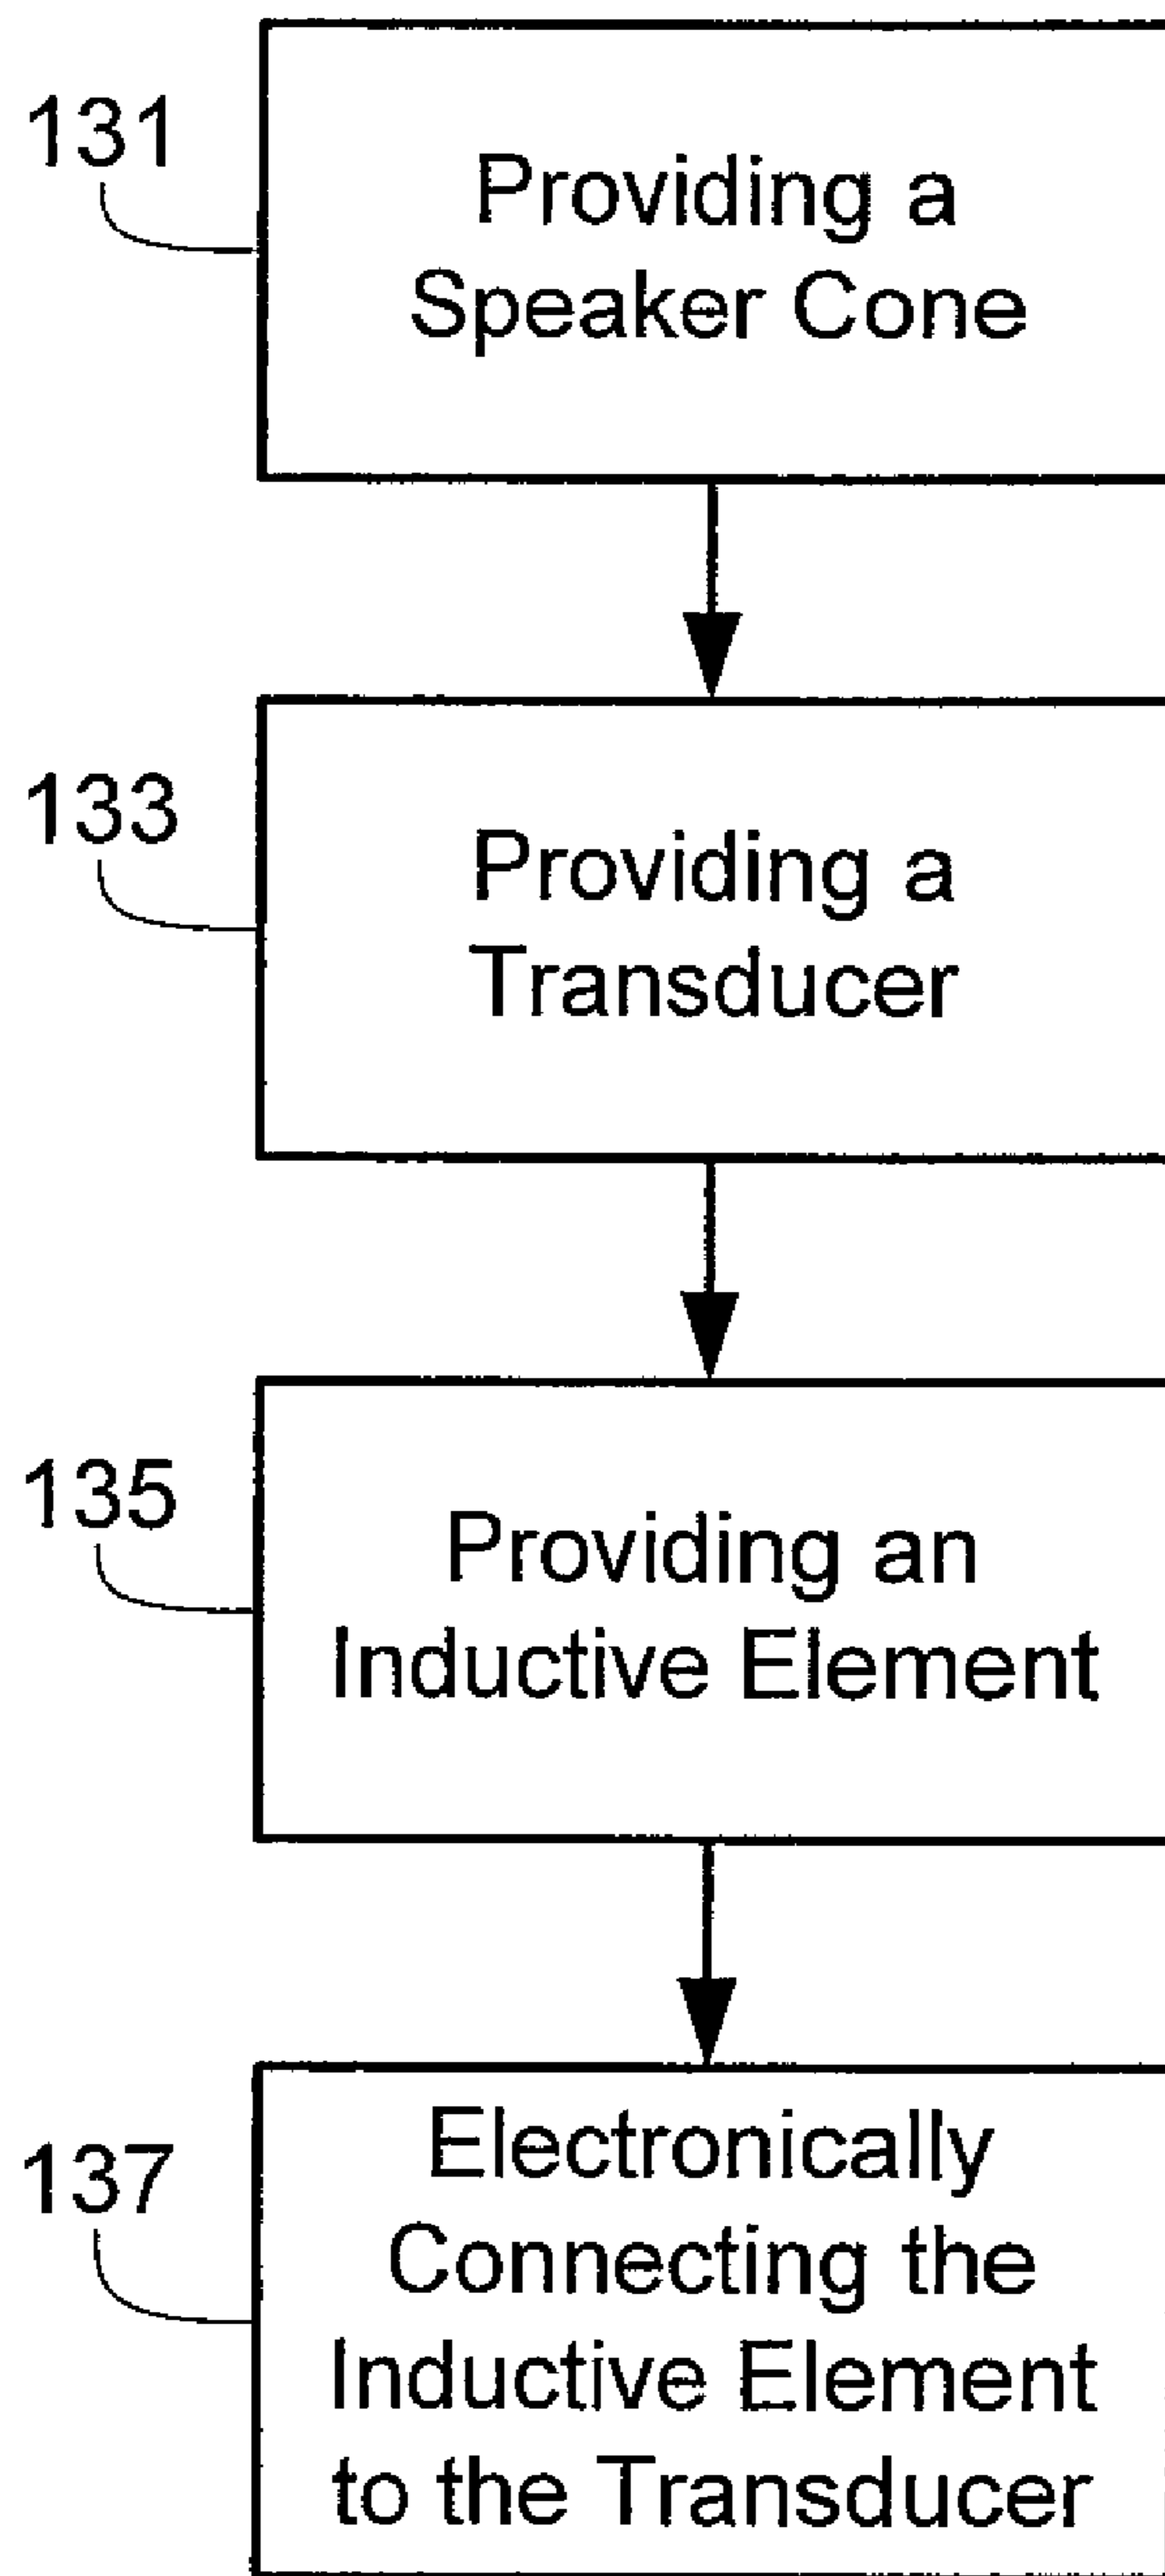 131
Providing a
Speaker Cone
133
Providing a
Transducer
135
Providing an
Inductive Element
137
Electronically
Connecting the
Inductive Element
to the Transducer